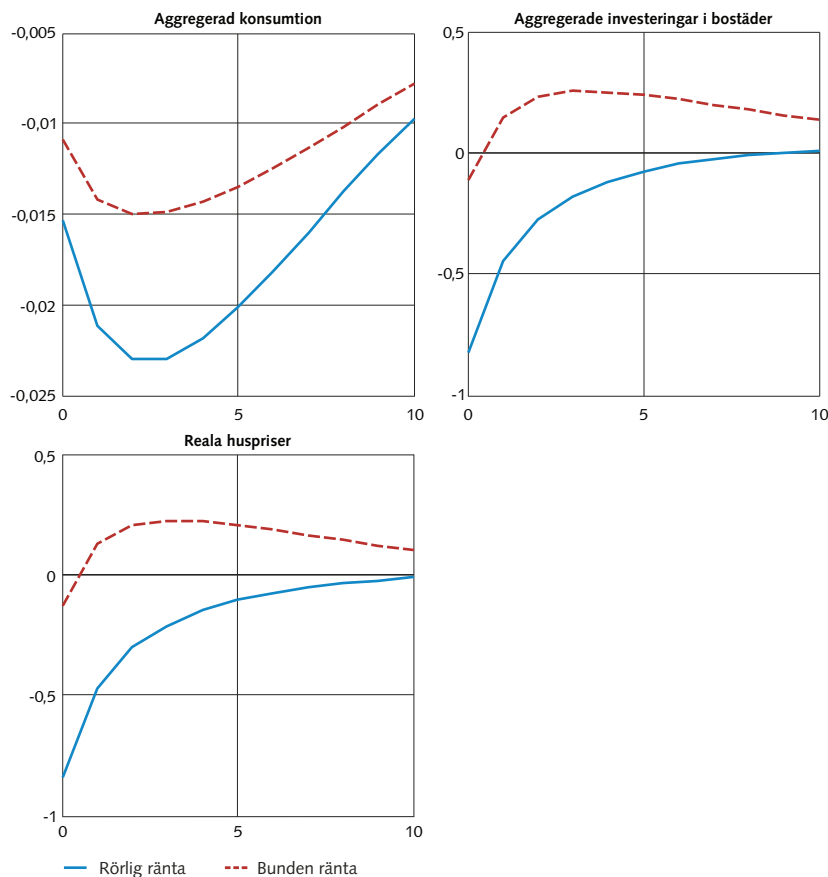 Aggregerad konsumtion
-0,005
-0,01
-0,015
-0,02
-0,025
0 5 10
Aggregerade investeringar i bostäder
0,5
0
-0,5
-1
0 5 10
Reala huspriser
0,5
0
-0,5
-1
0 5 10
Rörlig ränta Bunden ränta